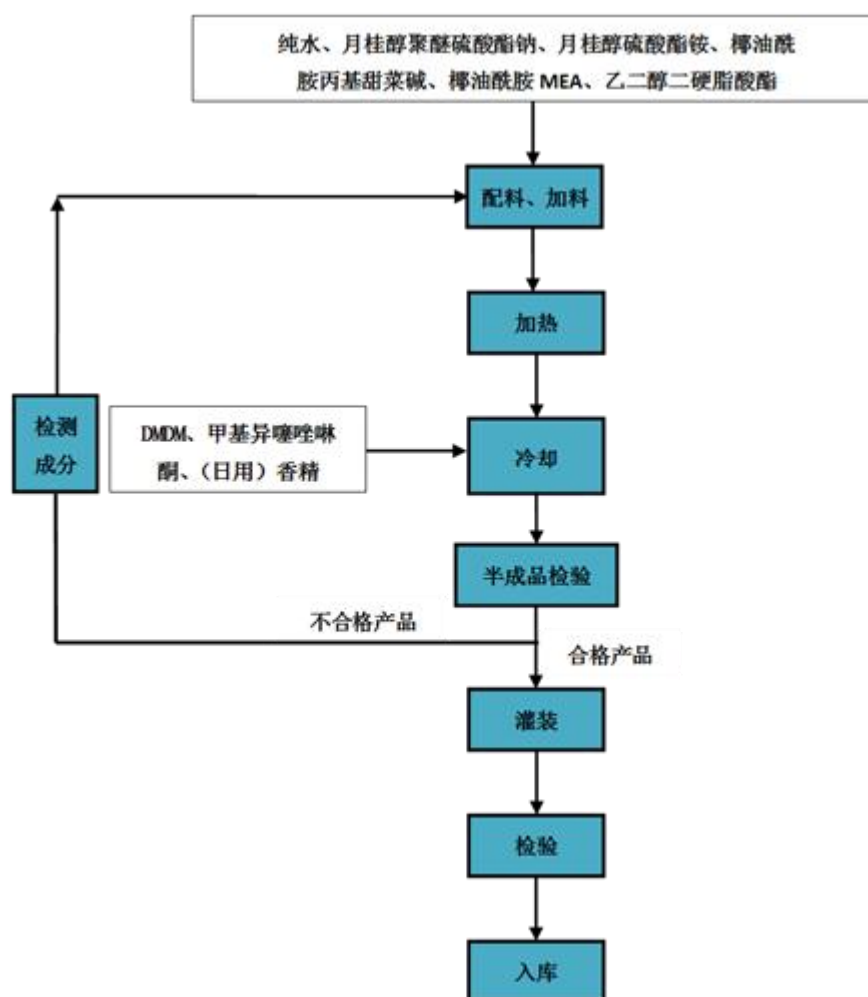 纯水、月桂醇聚醚硫酸酯钠、月桂醇硫酸酯铵、椰油酰
胺丙基甜菜碱、椰油酰胺 MEA、乙二醇二硬脂酸酯
配料、加料
加热
检测
成分
DMDM、甲基异噻唑啉
酮、（日用）香精
冷却
半成品检验
不合格产品
合格产品
灌装
检验
入库